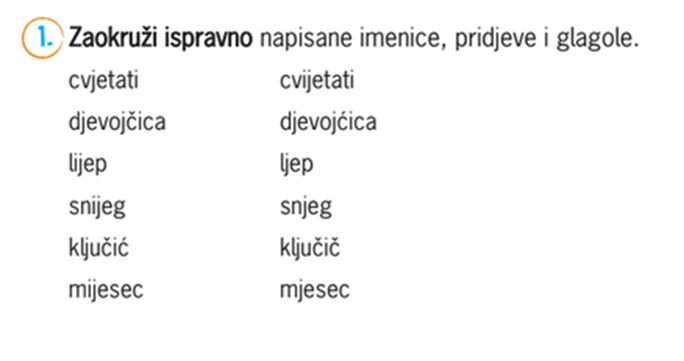 1. Zaokruži ispravno napisane imenice, pridjeve i glagole.
cvjetati cvijetati
djevojčica djevojćica
lijep ljep
snijeg snjeg
ključić ključič
mijesec mjesec